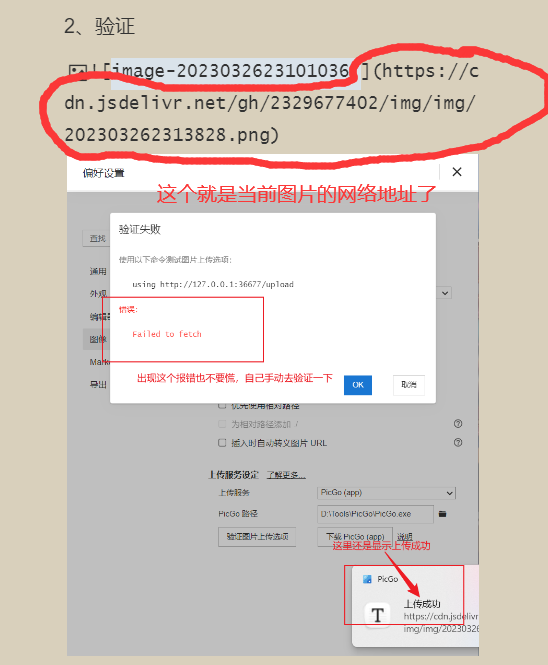 2、验证
![image-2023032623101036](https://c
dn.jsdelivr.net/gh/2329677402/img/img/
202303262313828.png)
偏好设置
这个就是当前图片的网络地址了
验证失败
查找
使用以下命令测试图片上传选项:
通用
using http://127.0.0.1:36677/upload
外观
错误:
编辑器
Failed to fetch
图像
Mark
导出
出现这个报错也不要慌，自己手动去验证一下
OK
取消
优先使用相对路径
为相对路径添加 ./
插入时自动转义图片 URL
上传服务设定 了解更多...
上传服务 PicGo (app)
PicGo 路径 D:\Tools\PicGo\PicGo.exe
验证图片上传选项 下载 PicGo (app) 说明
这里还是显示上传成功
PicGo
T
上传成功
https://cdn.jsdelivr
img/img/20230326